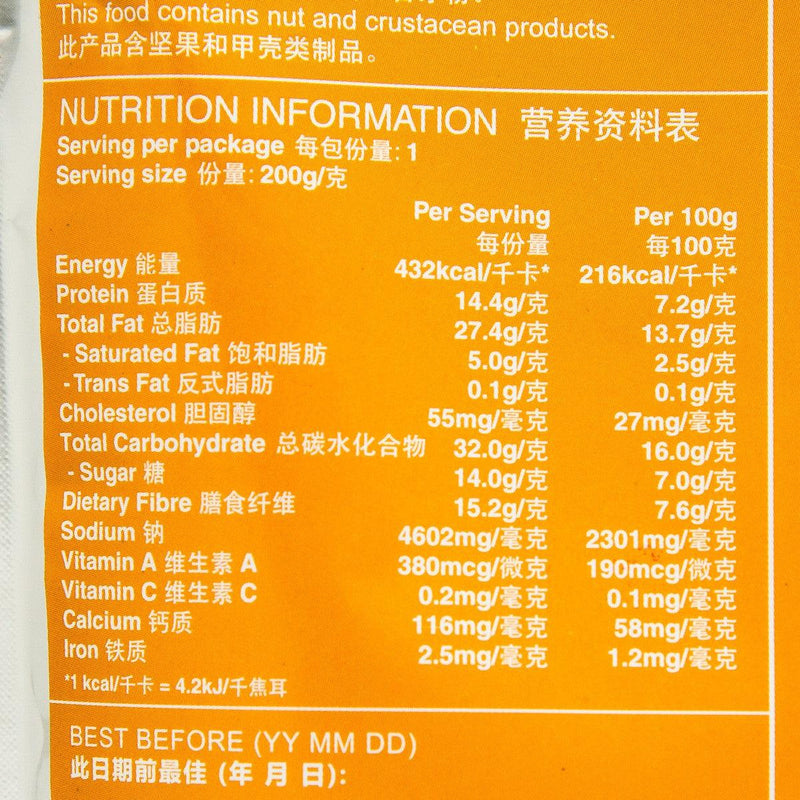 This food contains nut and crustacean products.
此产品含坚果和甲壳类制品。
NUTRITION INFORMATION 营养资料表
Serving per package 每包份量: 1
Serving size 份量: 200g/克
Per Serving Per 100g
每份量 每100克
Energy 能量 432kcal/千卡* 216kcal/千卡*
Protein 蛋白质 14.4g/克 7.2g/克
Total Fat 总脂肪 27.4g/克 13.7g/克
- Saturated Fat 饱和脂肪 5.0g/克 2.5g/克
- Trans Fat 反式脂肪 0.1g/克 0.1g/克
Cholesterol 胆固醇 55mg/毫克 27mg/毫克
Total Carbohydrate 总碳水化合物 32.0g/克 16.0g/克
- Sugar 糖 14.0g/克 7.0g/克
Dietary Fibre 膳食纤维 15.2g/克 7.6g/克
Sodium 钠 4602mg/毫克 2301mg/毫克
Vitamin A 维生素 A 380mcg/微克 190mcg/微克
Vitamin C 维生素 C 0.2mg/毫克 0.1mg/毫克
Calcium 钙质 116mg/毫克 58mg/毫克
Iron 铁质 2.5mg/毫克 1.2mg/毫克
*1 kcal/千卡 = 4.2kJ/千焦耳
BEST BEFORE (YY MM DD)
此日期前最佳 (年 月 日):